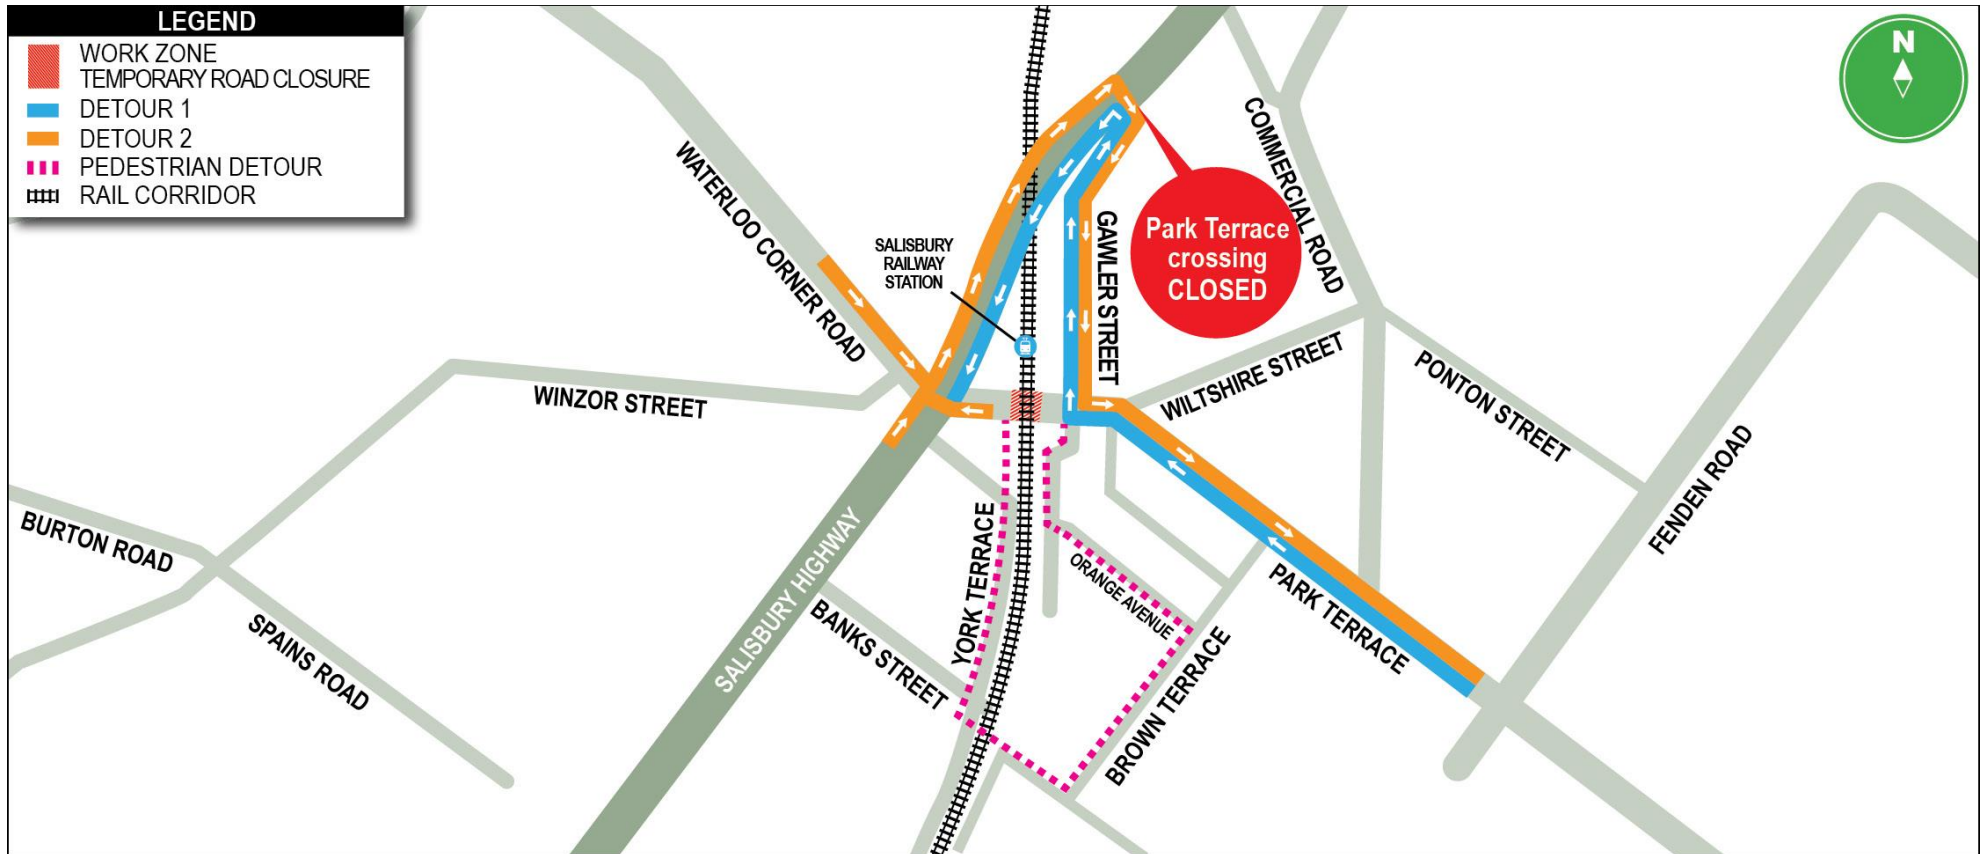 LEGEND
WORK ZONE
TEMPORARY ROAD CLOSURE
DETOUR 1
DETOUR 2
PEDESTRIAN DETOUR
RAIL CORRIDOR
N
WATERLOO CORNER ROAD
COMMERCIAL ROAD
SALISBURY
RAILWAY
STATION
GAWLER STREET
Park Terrace
crossing
CLOSED
WINZOR STREET
WILTSHIRE STREET
PONTON STREET
FENDEN ROAD
BURTON ROAD
SPAINS ROAD
SALISBURY HIGHWAY
BANKS STREET
YORK TERRACE
ORANGE AVENUE
BROWN TERRACE
PARK TERRACE